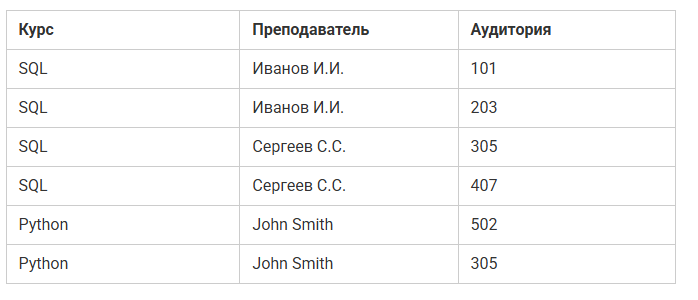 Курс Преподаватель Аудитория
SQL Иванов И.И. 101
SQL Иванов И.И. 203
SQL Сергеев С.С. 305
SQL Сергеев С.С. 407
Python John Smith 502
Python John Smith 305